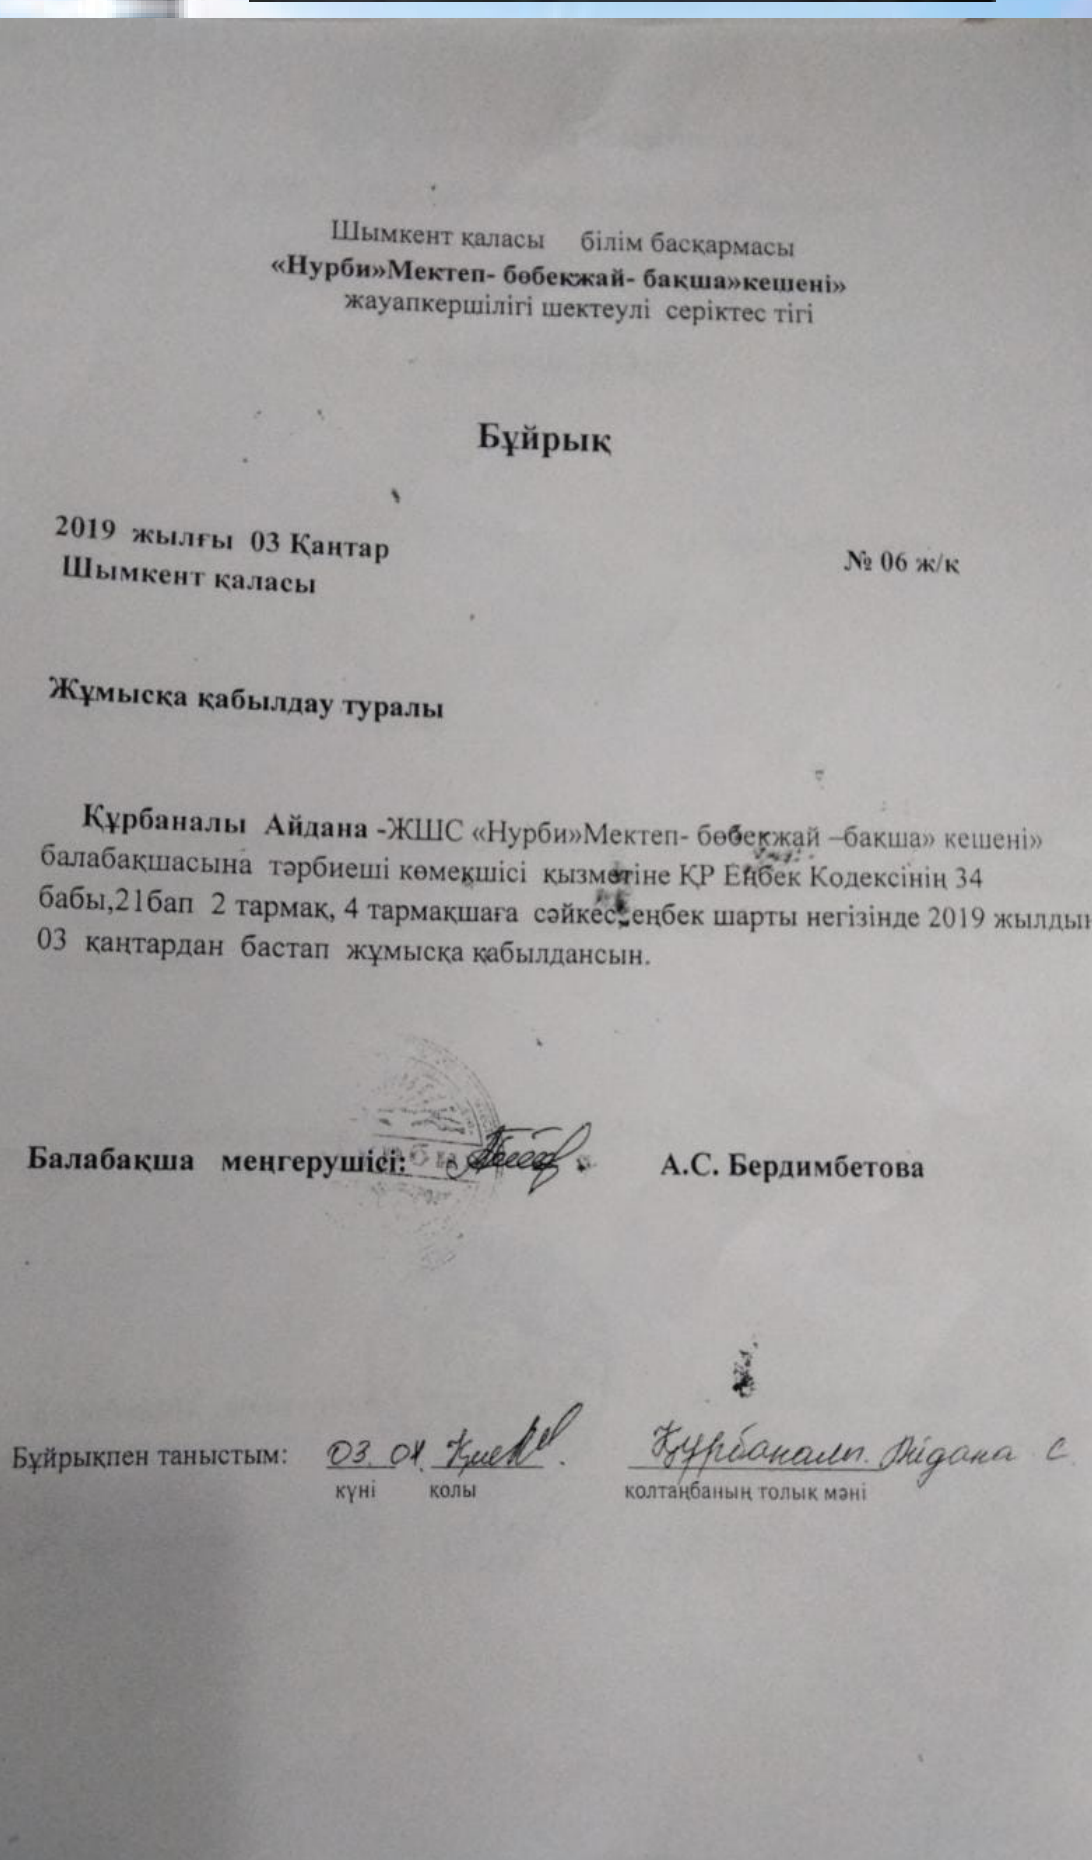 Шымкент қаласы білім басқармасы
«Нурби»Мектеп- бөбекжай- бақша»кешені»
жауапкершілігі шектеулі серіктес тігі
Бұйрық
2019 жылғы 03 Қаңтар
№ 06 ж/қ
Шымкент қаласы
Жұмысқа қабылдау туралы
Құрбаналы Айдана -ЖШС «Нурби»Мектеп- бөбекжай –бақша» кешені»
балабақшасына тәрбиеші көмекшісі қызметіне ҚР Еңбек Кодексінің 34
бабы,21бап 2 тармақ, 4 тармақшаға сәйкес еңбек шарты негізінде 2019 жылдың
03 қаңтардан бастап жұмысқа қабылдансын.
Балабақша меңгерушісі: А.С. Бердимбетова
Бұйрықпен таныстым: 03. 01. Құрбаналы. Айдана С
күні қолы қолтаңбаның толық мәні